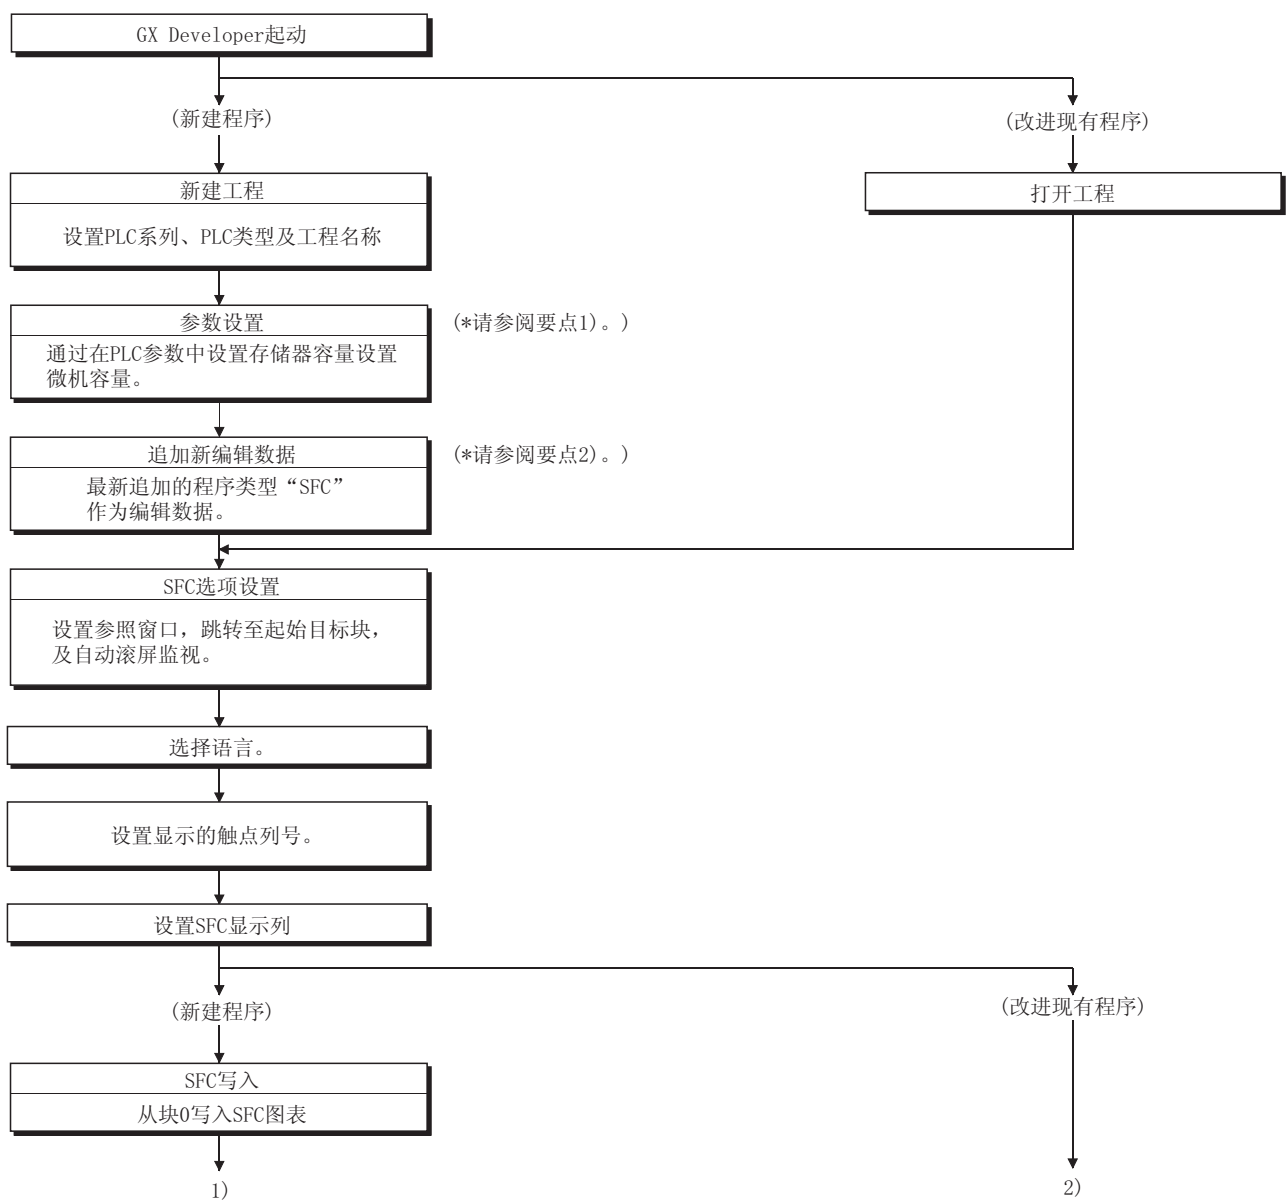 GX Developer起动
(新建程序)
(改进现有程序)
新建工程
打开工程
设置PLC系列、PLC类型及工程名称
参数设置
(*请参阅要点1)。)
通过在PLC参数中设置存储器容量设置
微机容量。
追加新编辑数据
(*请参阅要点2)。)
最新追加的程序类型“SFC”
作为编辑数据。
SFC选项设置
设置参照窗口，跳转至起始目标块，
及自动滚屏监视。
选择语言。
设置显示的触点列号。
设置SFC显示列
(新建程序)
(改进现有程序)
SFC写入
从块0写入SFC图表
1)
2)